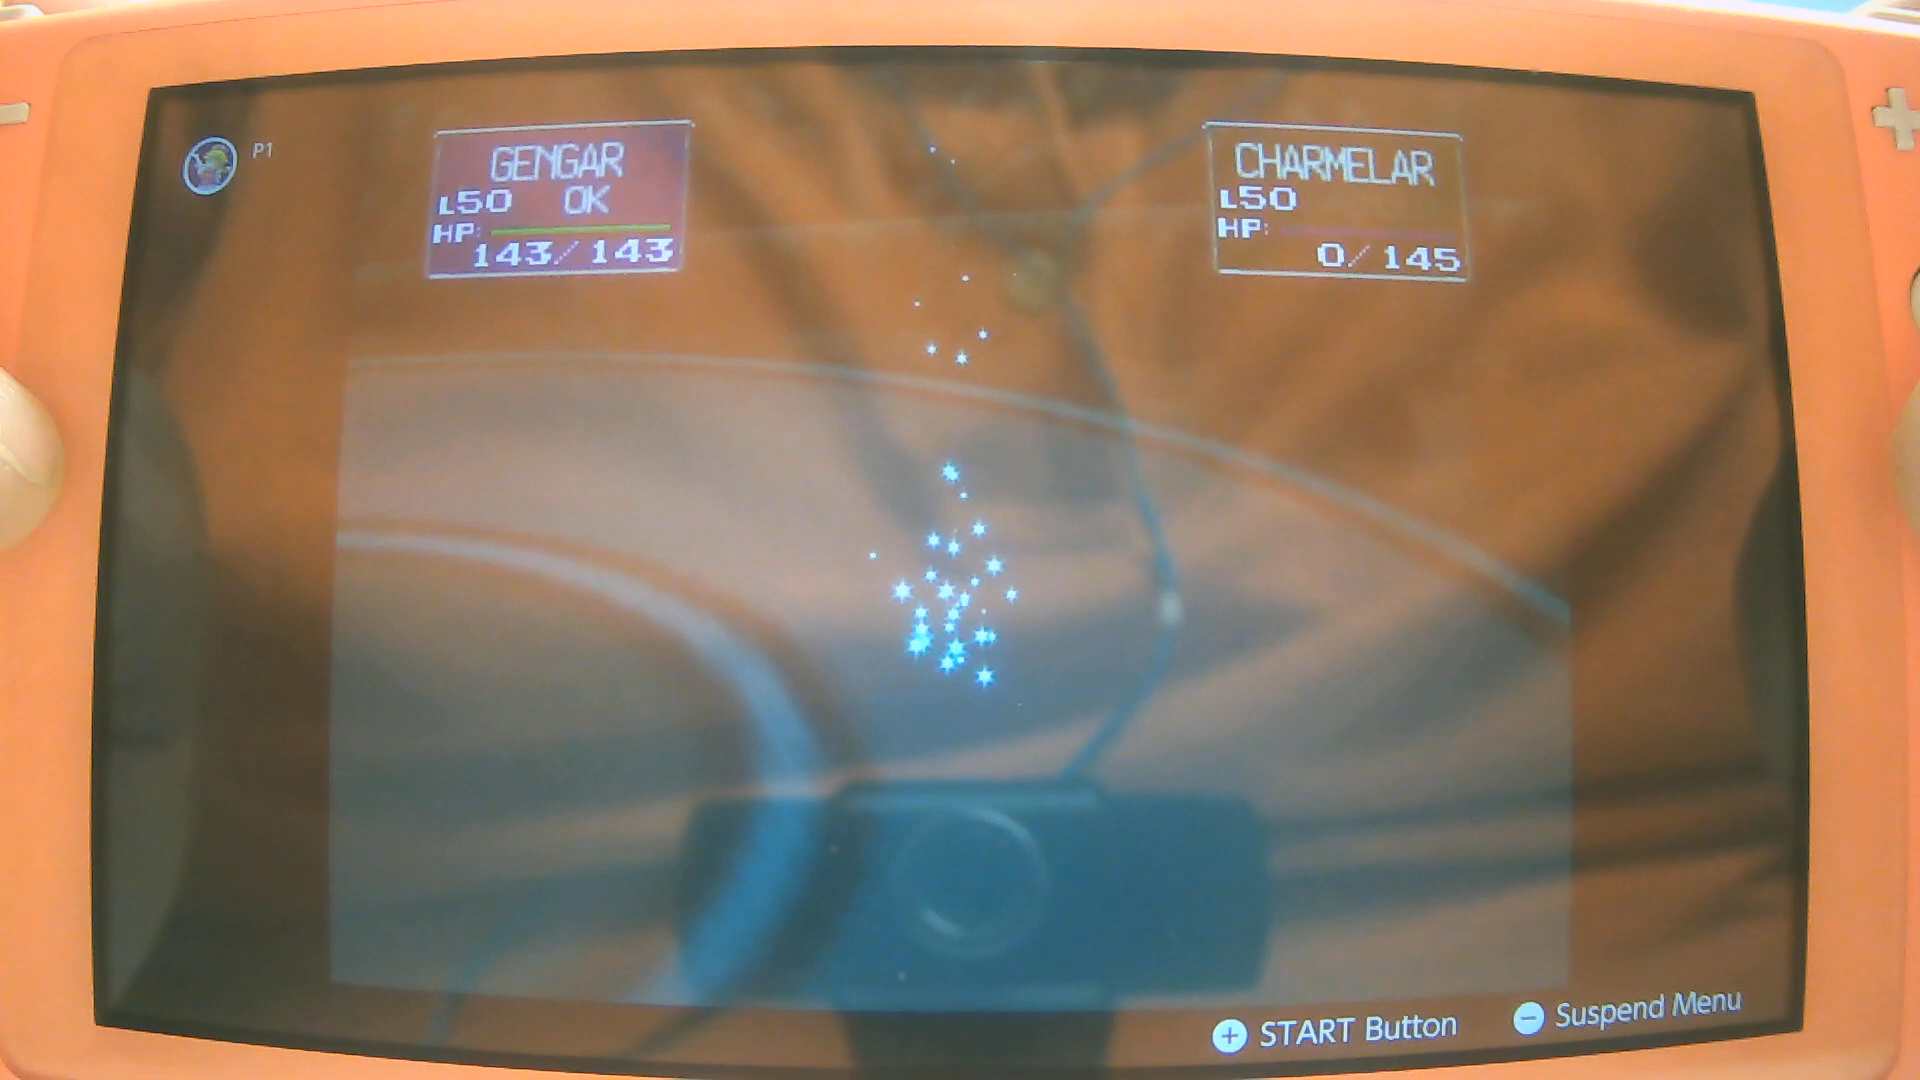 P1
GENGAR
L50 OK
HP:
143/ 143
CHARMELAR
L50
HP:
0/ 145
+ START Button
- Suspend Menu